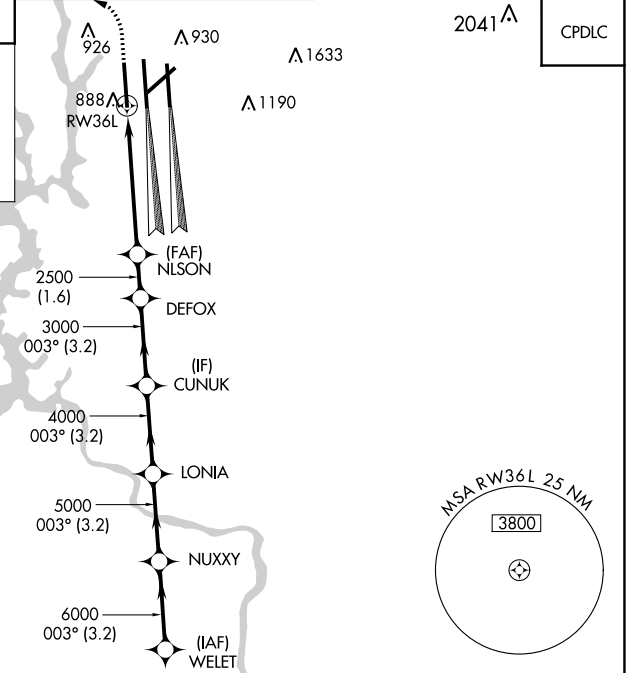 2041
CPDLC
926
930
1633
888
1190
RW36L
(FAF)
NLSON
2500
(1.6)
DEFOX
3000
003° (3.2)
(IF)
CUNUK
4000
003° (3.2)
LONIA
5000
003° (3.2)
NUXXY
6000
003° (3.2)
(IAF)
WELET
MSA RW36L 25 NM
3800